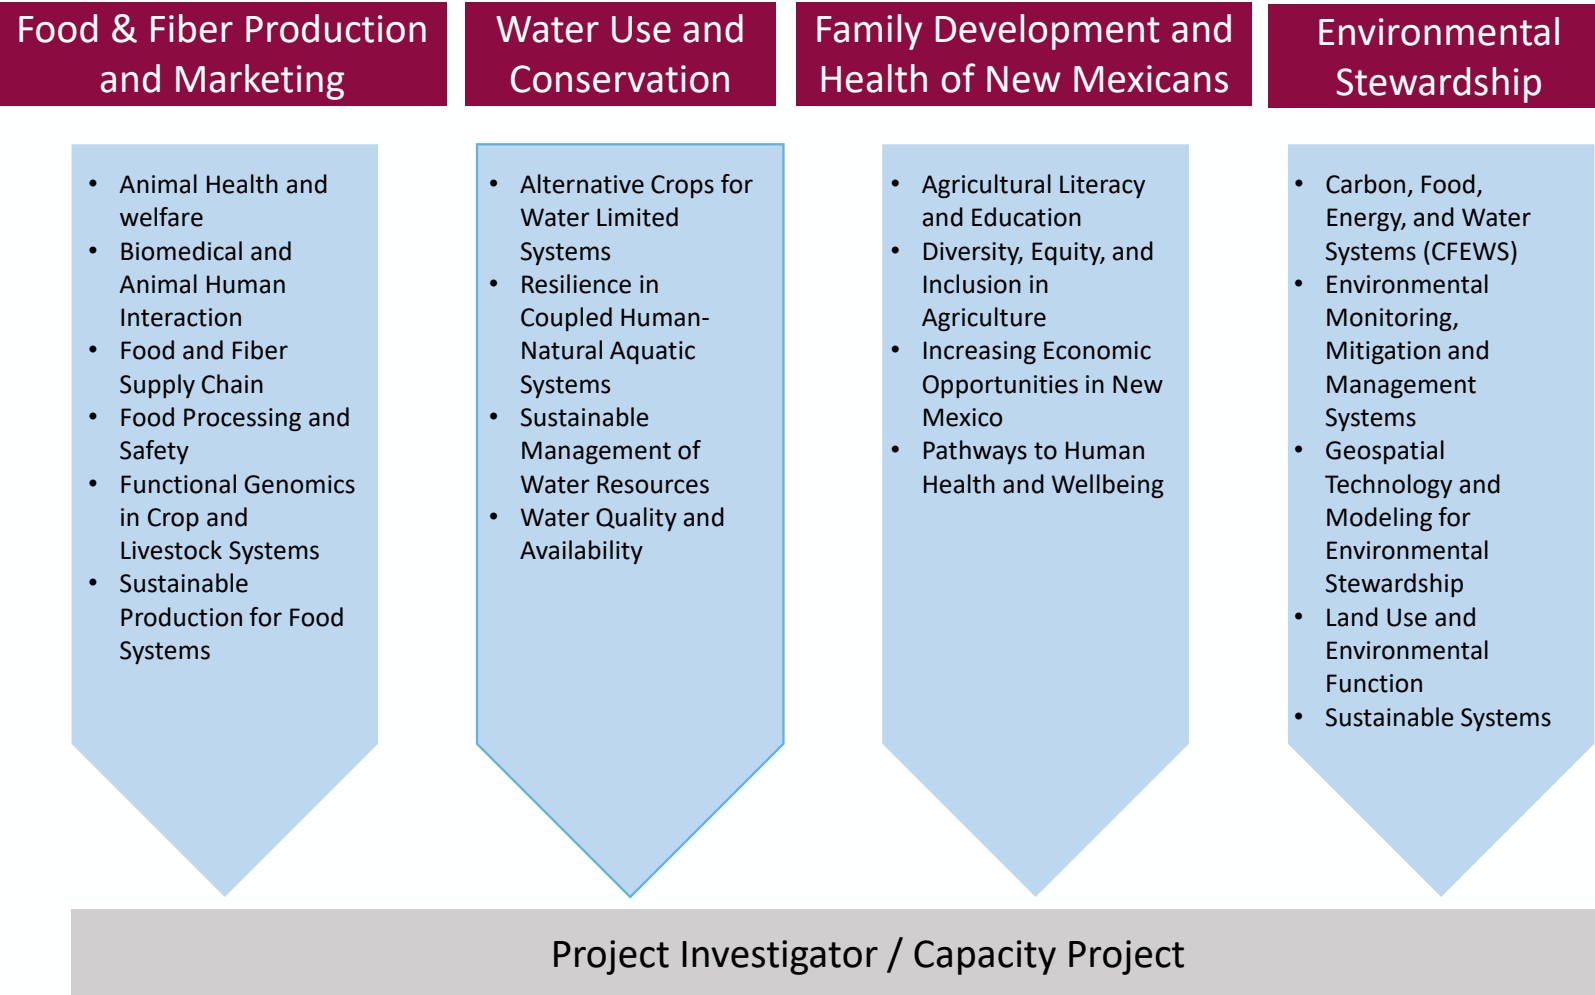 Food & Fiber Production
and Marketing
Water Use and
Conservation
Family Development and
Health of New Mexicans
Environmental
Stewardship
• Animal Health and
welfare
• Biomedical and
Animal Human
Interaction
• Food and Fiber
Supply Chain
• Food Processing and
Safety
• Functional Genomics
in Crop and
Livestock Systems
• Sustainable
Production for Food
Systems
• Alternative Crops for
Water Limited
Systems
• Resilience in
Coupled Human-
Natural Aquatic
Systems
• Sustainable
Management of
Water Resources
• Water Quality and
Availability
• Agricultural Literacy
and Education
• Diversity, Equity, and
Inclusion in
Agriculture
• Increasing Economic
Opportunities in New
Mexico
• Pathways to Human
Health and Wellbeing
• Carbon, Food,
Energy, and Water
Systems (CFEWS)
• Environmental
Monitoring,
Mitigation and
Management
Systems
• Geospatial
Technology and
Modeling for
Environmental
Stewardship
• Land Use and
Environmental
Function
• Sustainable Systems
Project Investigator / Capacity Project